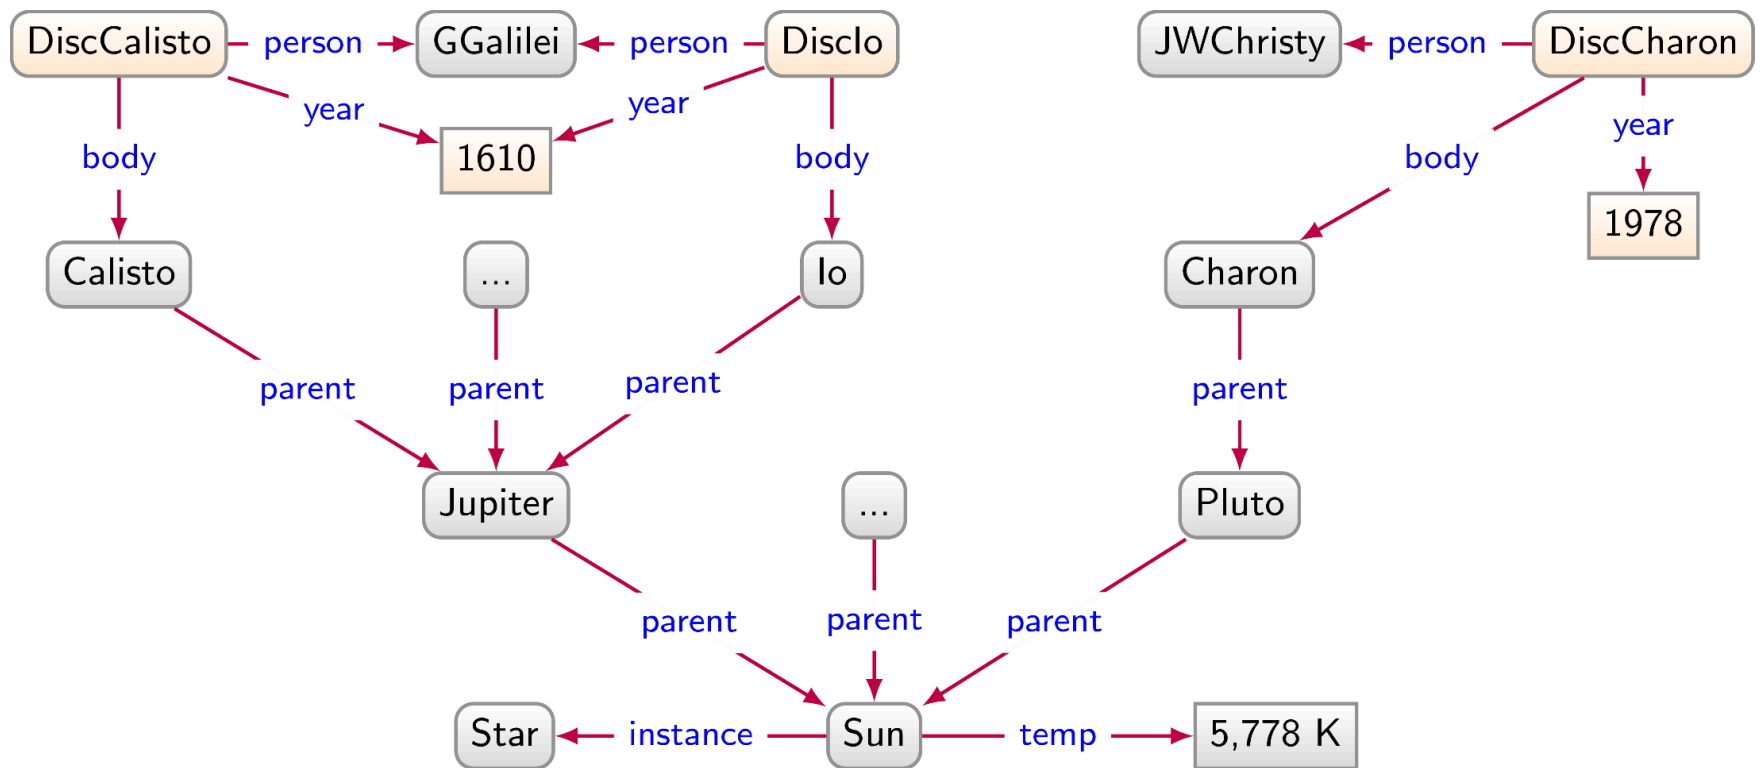 DiscCalisto person GGalilei person DiscIo JWChristy person DiscCharon
year year year
1610
body body body
1978
Calisto ... Io Charon
parent parent parent parent
Jupiter ... Pluto
parent parent parent
Star instance Sun temp 5,778 K